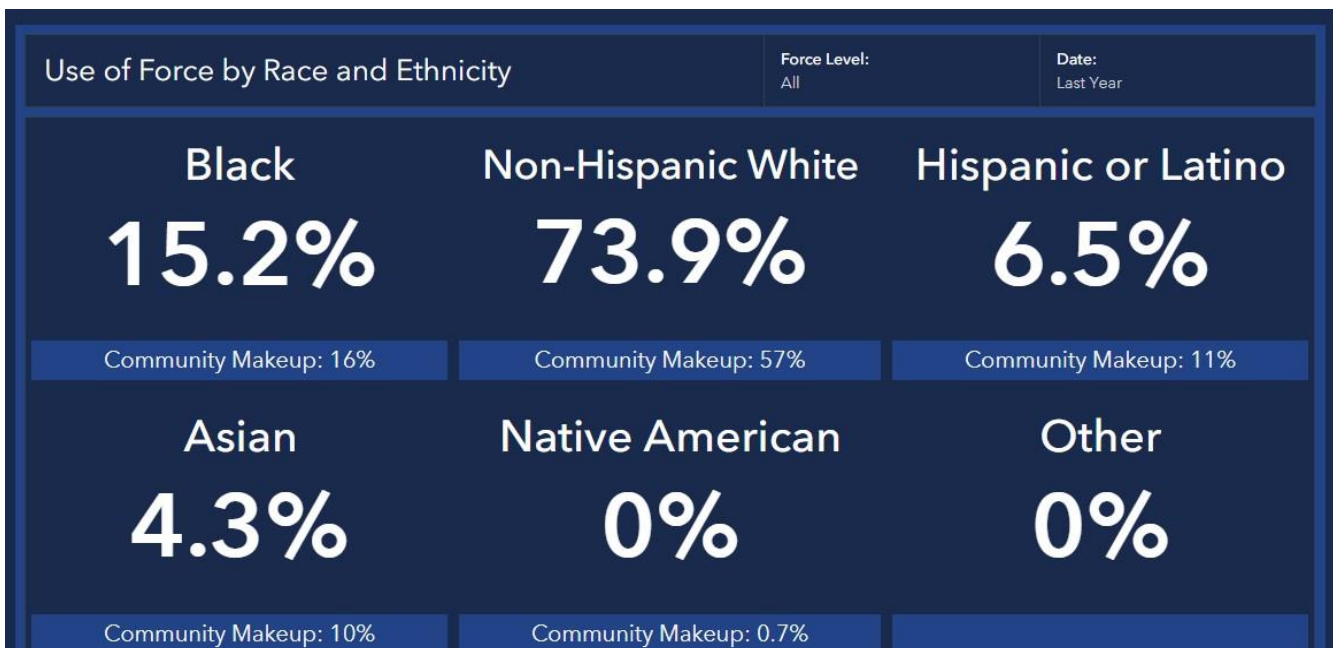 Use of Force by Race and Ethnicity
Force Level:
All
Date:
Last Year
Black
15.2%
Community Makeup: 16%
Non-Hispanic White
73.9%
Community Makeup: 57%
Hispanic or Latino
6.5%
Community Makeup: 11%
Asian
4.3%
Community Makeup: 10%
Native American
0%
Community Makeup: 0.7%
Other
0%